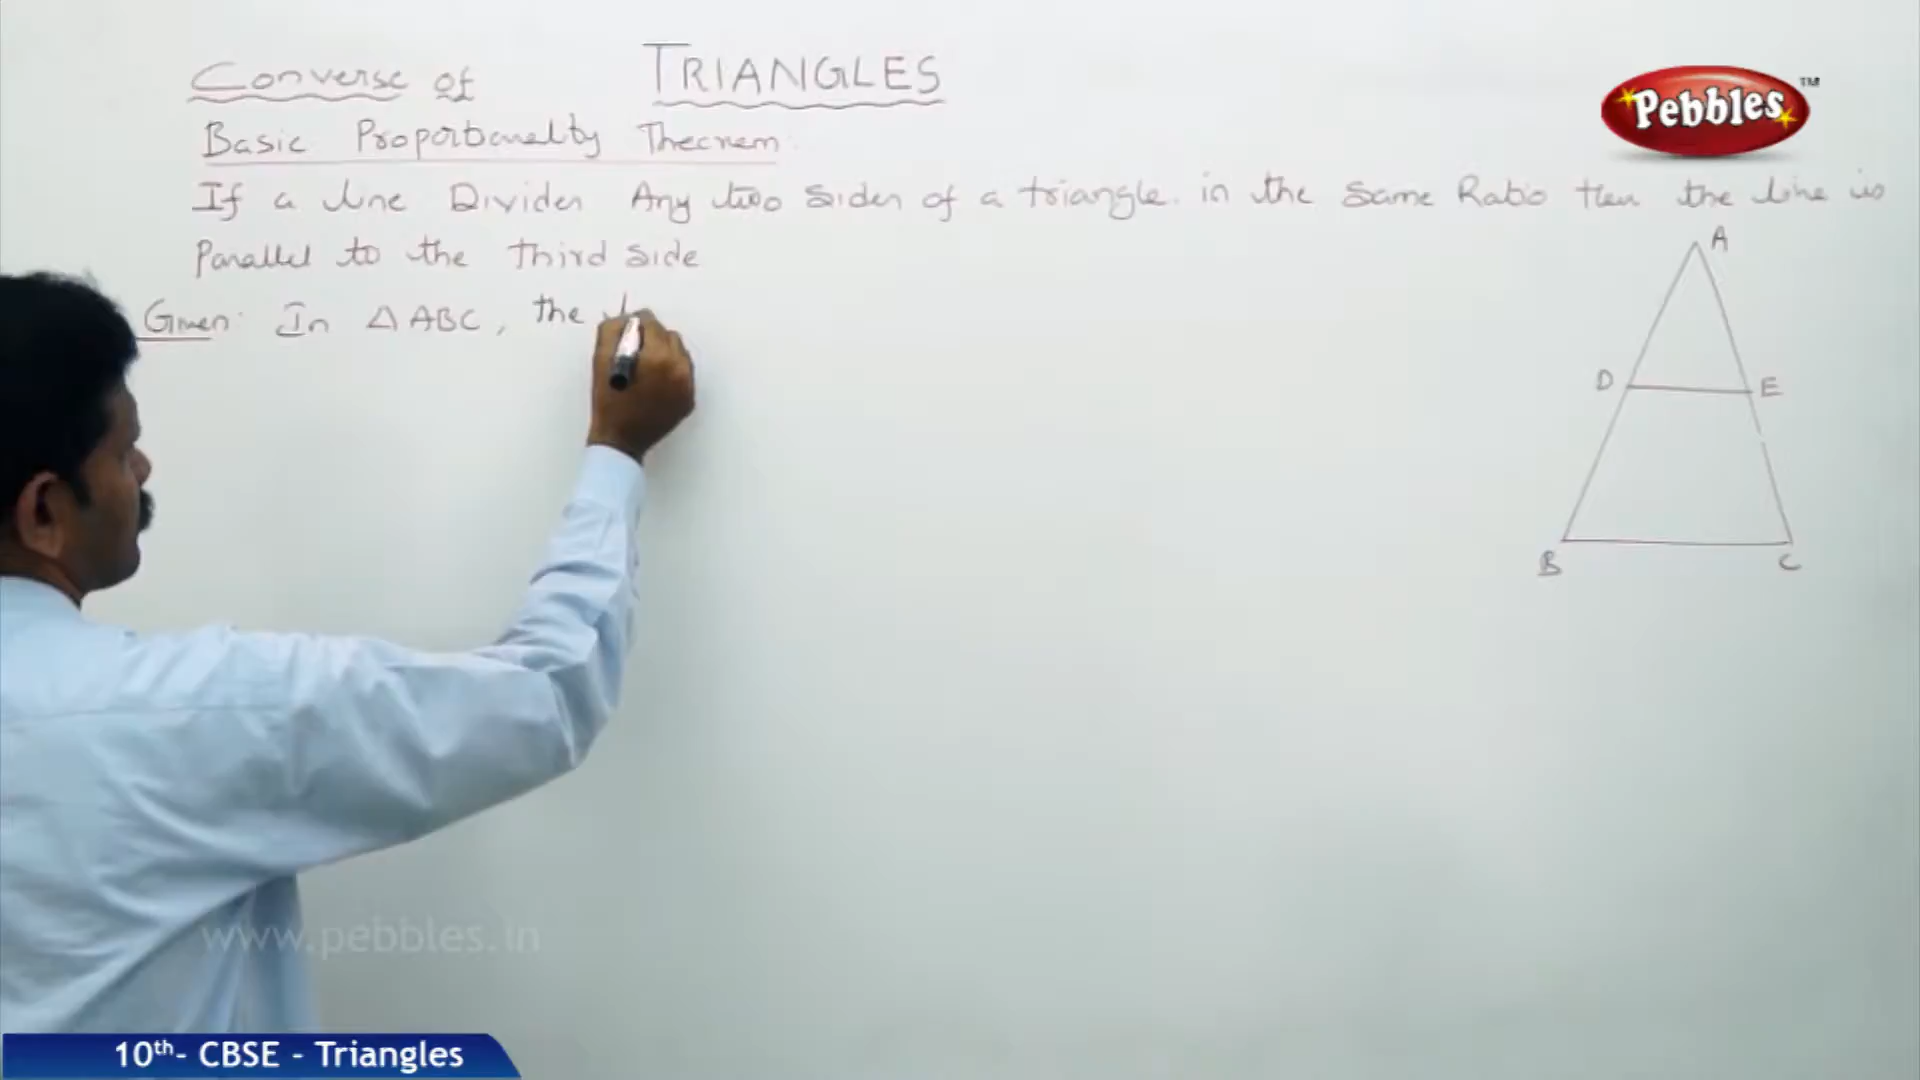 TRIANGLES
Converse of
Basic Proportionality Theorem
If a line Divides Any two sides of a triangle. in the Same Ratio then the line is
Parallel to the third side
Given: In △ABC, the
A
D
E
B
C
Pebbles™
www.pebbles.in
10th- CBSE - Triangles